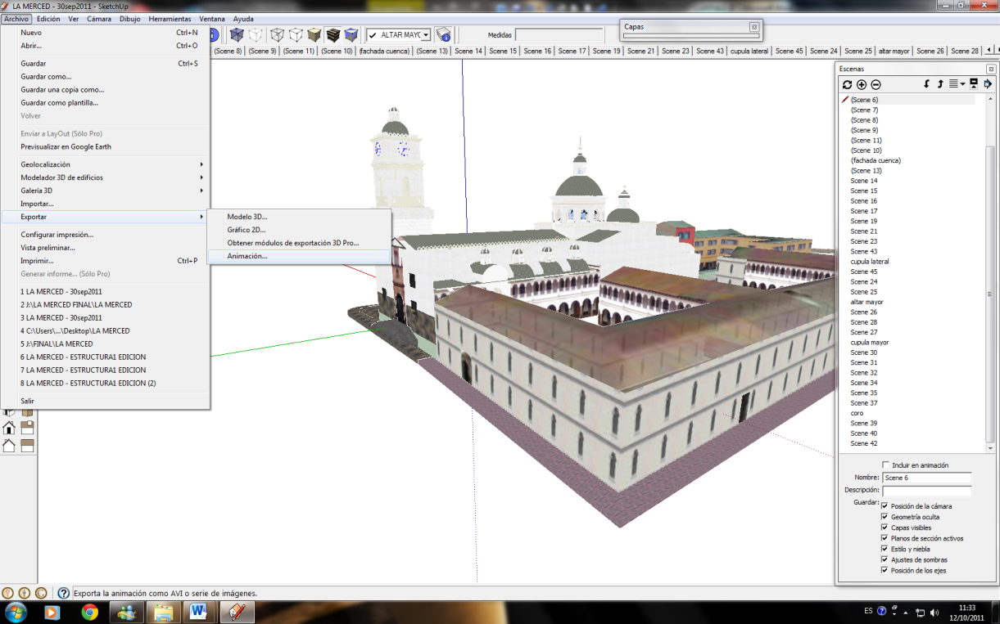 LA MERCED - 30sep2011 - SketchUp
Archivo Edición Ver Cámara Dibujo Herramientas Ventana Ayuda
ALTAR MAYO
Medidas
Capas
(Scene 8) (Scene 9) (Scene 11) (Scene 10) (fachada cuenca) (Scene 13) Scene 14 Scene 15 Scene 16 Scene 17 Scene 19 Scene 21 Scene 23 Scene 43 cupula lateral Scene 45 Scene 24 Scene 25 altar mayor Scene 26 Scene 28
Nuevo Ctrl+N
Abrir... Ctrl+O
Guardar Ctrl+S
Guardar como...
Guardar una copia como...
Guardar como plantilla...
Volver
Enviar a LayOut (Sólo Pro)
Previsualizar en Google Earth
Geolocalización
Modelador 3D de edificios
Galería 3D
Importar...
Exportar
Configurar impresión...
Vista preliminar...
Imprimir... Ctrl+P
Generar informe... (Sólo Pro)
1 LA MERCED - 30sep2011
2 J:\LA MERCED FINAL\LA MERCED
3 LA MERCED - 30sep2011
4 C:\Users\...\Desktop\LA MERCED
5 J:\FINAL\LA MERCED
6 LA MERCED - ESTRUCTURA1 EDICION
7 LA MERCED - ESTRUCTURA1 EDICION
8 LA MERCED - ESTRUCTURA1 EDICION (2)
Salir
Modelo 3D...
Gráfico 2D...
Obtener módulos de exportación 3D Pro...
Animación...
Escenas
(Scene 6)
(Scene 7)
(Scene 8)
(Scene 9)
(Scene 11)
(Scene 10)
(fachada cuenca)
(Scene 13)
Scene 14
Scene 15
Scene 16
Scene 17
Scene 19
Scene 21
Scene 23
Scene 43
cupula lateral
Scene 45
Scene 24
Scene 25
altar mayor
Scene 26
Scene 28
Scene 27
cupula mayor
Scene 30
Scene 31
Scene 32
Scene 34
Scene 35
Scene 37
coro
Scene 39
Scene 40
Scene 42
Incluir en animación
Nombre: Scene 6
Descripción:
Guardar: Posición de la cámara
Geometría oculta
Capas visibles
Planos de sección activos
Estilo y niebla
Ajustes de sombras
Posición de los ejes
Exporta la animación como AVI o serie de imágenes.
ES
11:33
12/10/2011